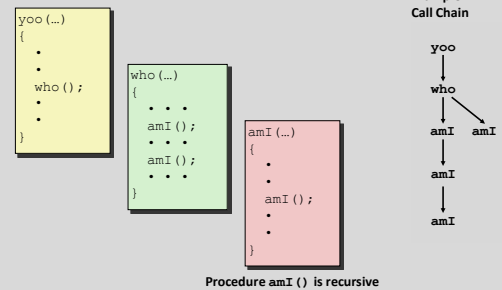 yoo(…)
{
•
•
who();
•
•
}
who(…)
{
• • •
amI();
• • •
amI();
• • •
}
amI(…)
{
•
•
amI();
•
•
}
Procedure amI() is recursive
Call Chain
yoo
who
amI amI
amI
amI